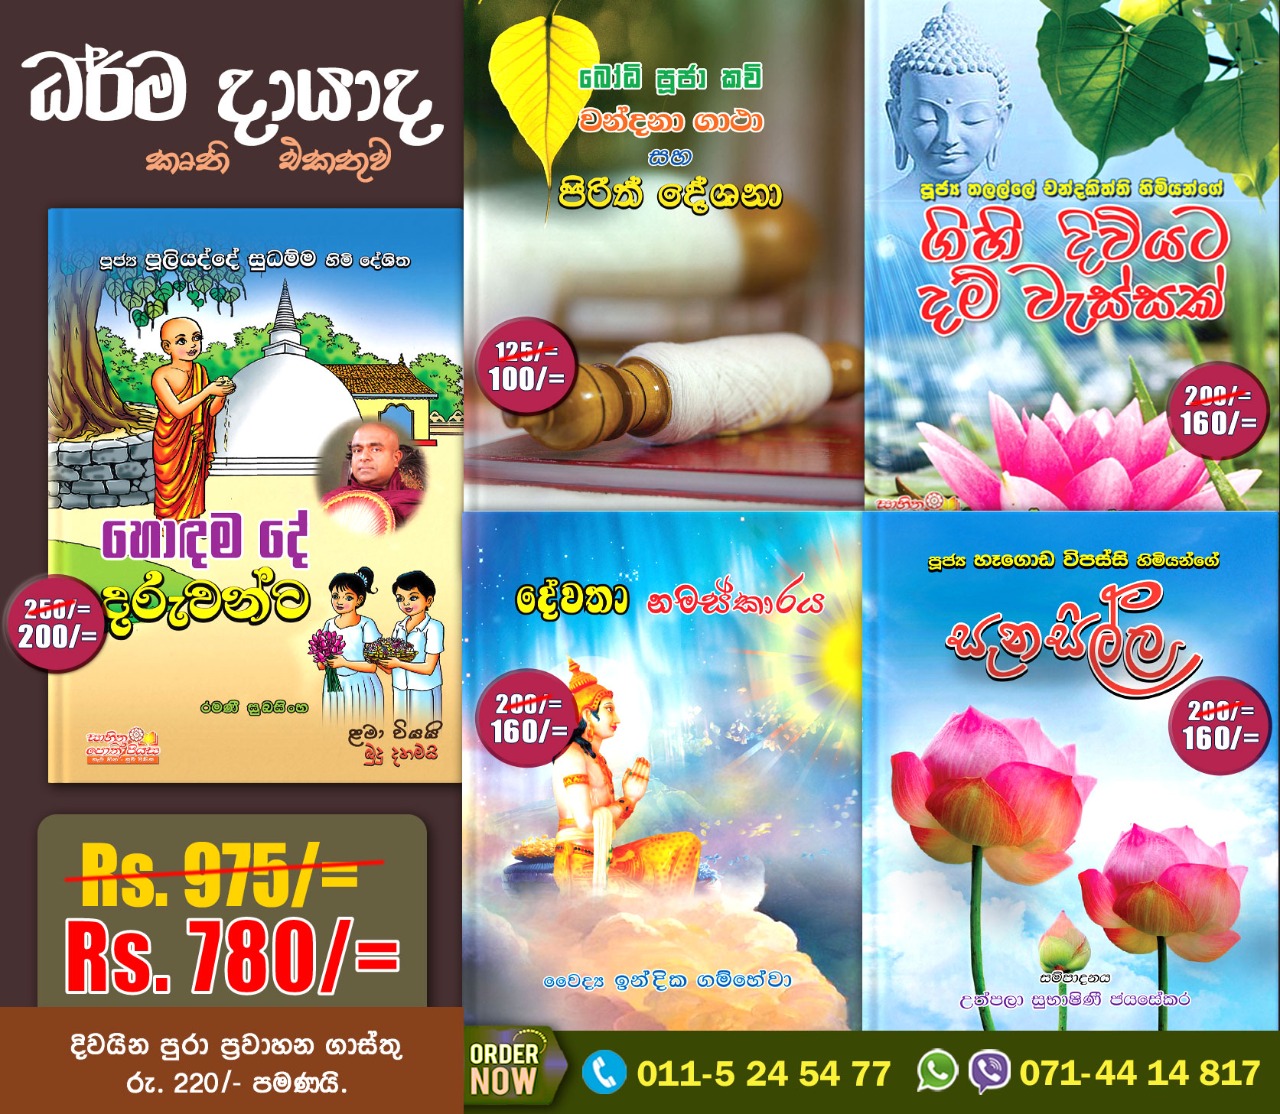 ධර්ම දායාද
කෘති එකතුව
පූජ්‍ය පූලියද්දේ සුධම්ම හිමි දේශිත
හොඳම දේ
දරුවන්ට
250/=
200/=
රමණි සුබසිංහ
ළමා වියයි
බුදු දහමයි
සාහිත්‍ය
පොත් පියස
Rs. 975/=
Rs. 780/=
දිවයින පුරා ප්‍රවාහන ගාස්තු
රු. 220/- පමණයි.
බෝධි පූජා කවි
වන්දනා ගාථා
සහ
පිරිත් දේශනා
125/=
100/=
පූජ්‍ය තලල්ලේ චන්දකිත්ති හිමියන්ගේ
ගිහි දිවියට
දම් වැස්සක්
200/=
160/=
දේවතා නමස්කාරය
200/=
160/=
වෛද්‍ය ඉන්දික ගම්හේවා
පූජ්‍ය හෑගොඩ විපස්සි හිමියන්ගේ
සැනසිල්ල
200/=
160/=
සම්පාදනය
උත්පලා සුභාෂිණී ජයසේකර
ORDER
NOW
011-5 24 54 77
071-44 14 817